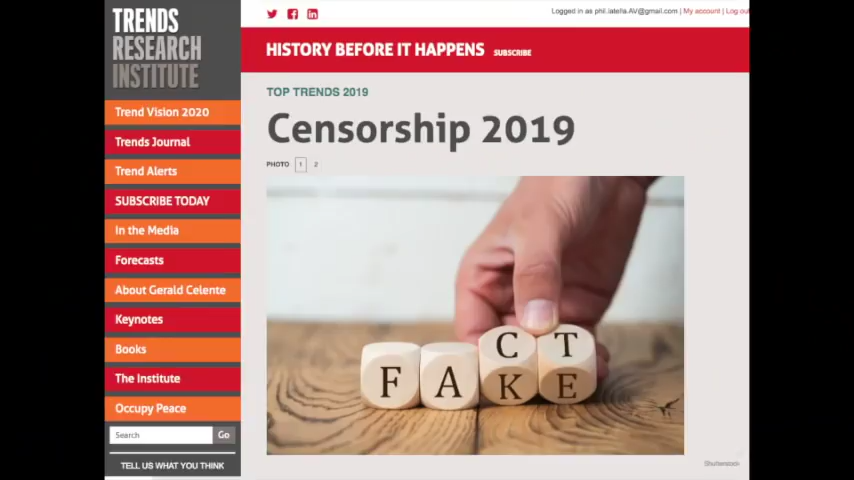 TRENDS
RESEARCH
INSTITUTE
Trend Vision 2020
Trends Journal
Trend Alerts
SUBSCRIBE TODAY
In the Media
Forecasts
About Gerald Celente
Keynotes
Books
The Institute
Occupy Peace
Search Go
TELL US WHAT YOU THINK
Logged in as phil.iatella.AV@gmail.com | My account | Log out
HISTORY BEFORE IT HAPPENS SUBSCRIBE
TOP TRENDS 2019
Censorship 2019
PHOTO 1 2
C T
F A K E
Shutterstock